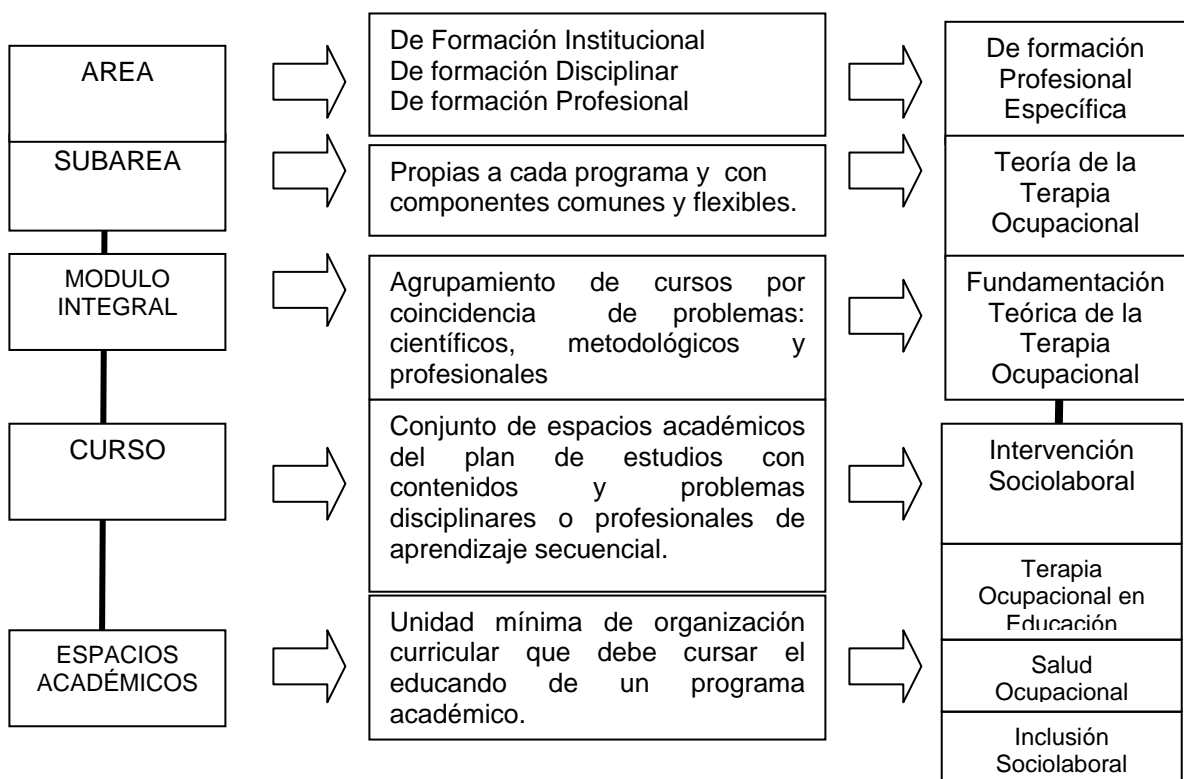 AREA
De Formación Institucional
De formación Disciplinar
De formación Profesional
De formación
Profesional
Específica
SUBAREA
Propias a cada programa y con
componentes comunes y flexibles.
Teoría de la
Terapia
Ocupacional
MODULO
INTEGRAL
Agrupamiento de cursos por
coincidencia de problemas:
científicos, metodológicos y
profesionales
Fundamentación
Teórica de la
Terapia
Ocupacional
CURSO
Conjunto de espacios académicos
del plan de estudios con
contenidos y problemas
disciplinares o profesionales de
aprendizaje secuencial.
Intervención
Sociolaboral
ESPACIOS
ACADÉMICOS
Unidad mínima de organización
curricular que debe cursar el
educando de un programa
académico.
Terapia
Ocupacional en
Educación
Salud
Ocupacional
Inclusión
Sociolaboral